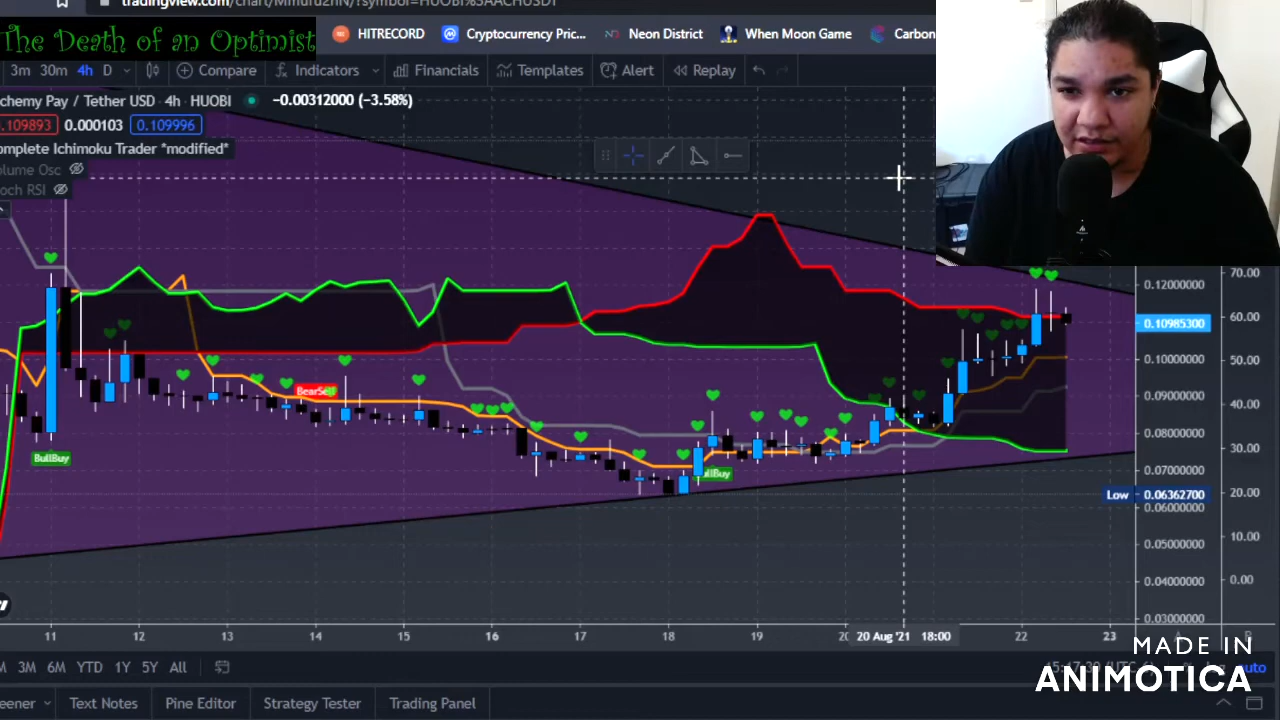 tradingview.com/chart/
The Death of an Optimist
HITRECORD
Cryptocurrency Pric...
Neon District
When Moon Game
Carbon
3m 30m 4h D Compare Indicators Financials Templates Alert Replay
chemy Pay / Tether USD · 4h · HUOBI -0.00312000 (-3.58%)
.109893 0.000103 0.109996
omplete Ichimoku Trader *modified*
olume Osc
och RSI
BullBuy
BearSell
llBuy
0.12000000 70.00
0.10985300 60.00
0.10000000 50.00
0.09000000 40.00
0.08000000 30.00
0.07000000
Low 0.06362700 20.00
0.06000000
0.05000000 10.00
0.04000000 0.00
0.03000000
11 12 13 14 15 16 17 18 19 20 Aug '21 18:00 22 23
3M 6M YTD 1Y 5Y All
auto
MADE IN
ANIMOTICA
eener Text Notes Pine Editor Strategy Tester Trading Panel